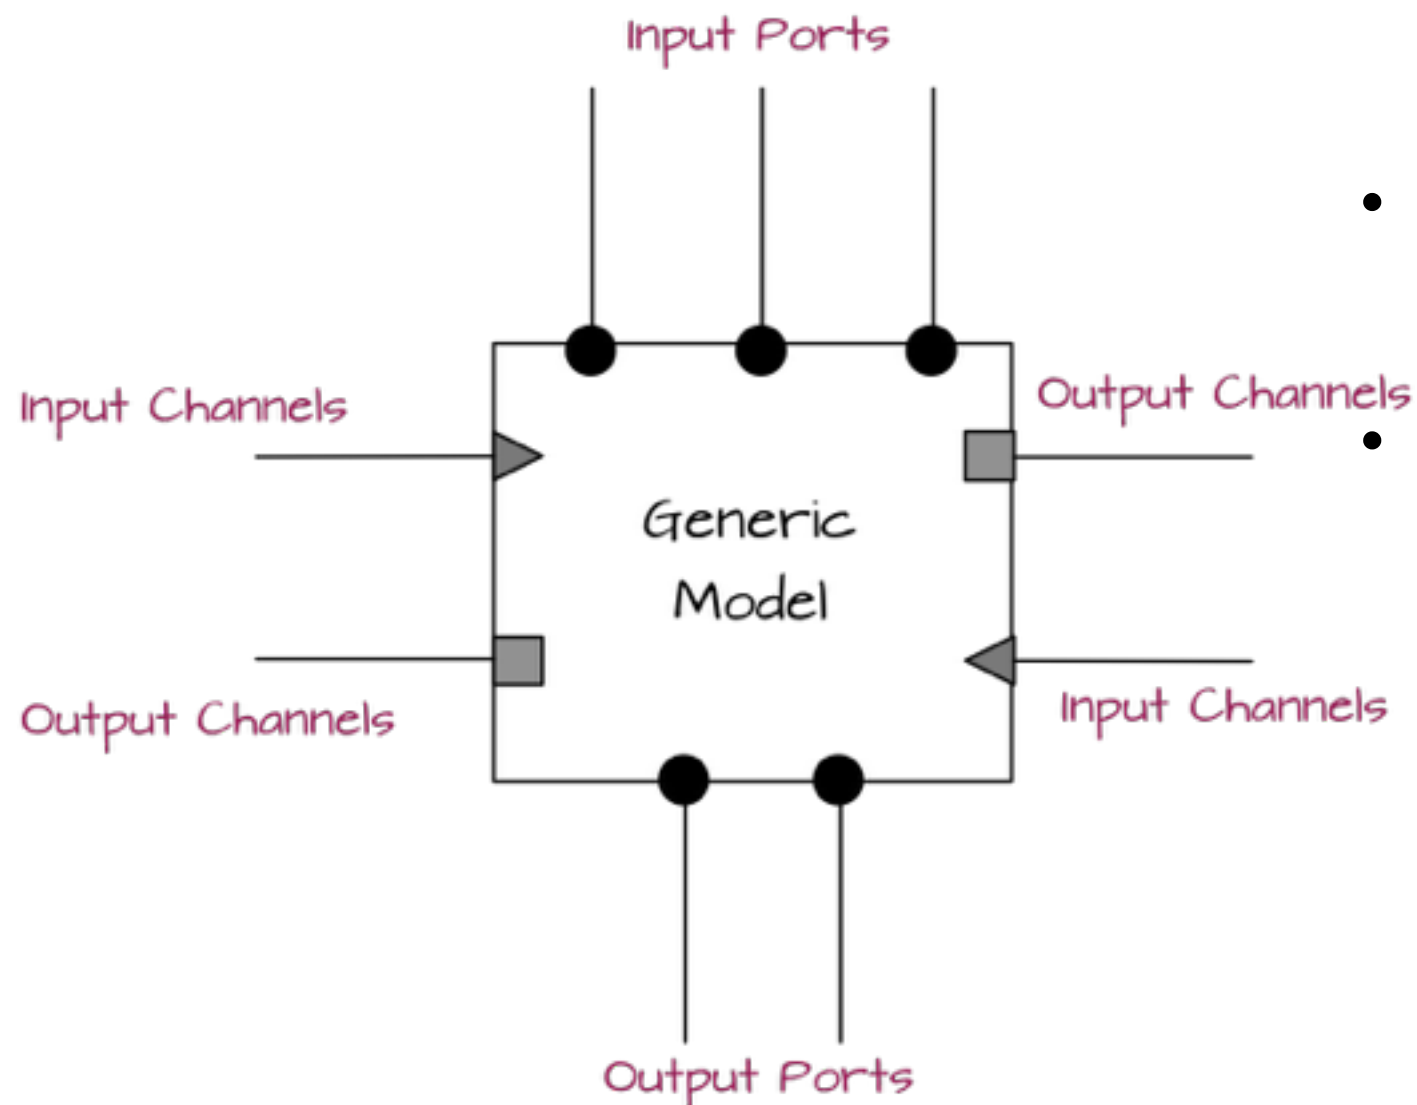 Input Ports
Input Channels
Output Channels
Generic
Model
Output Channels
Input Channels
Output Ports